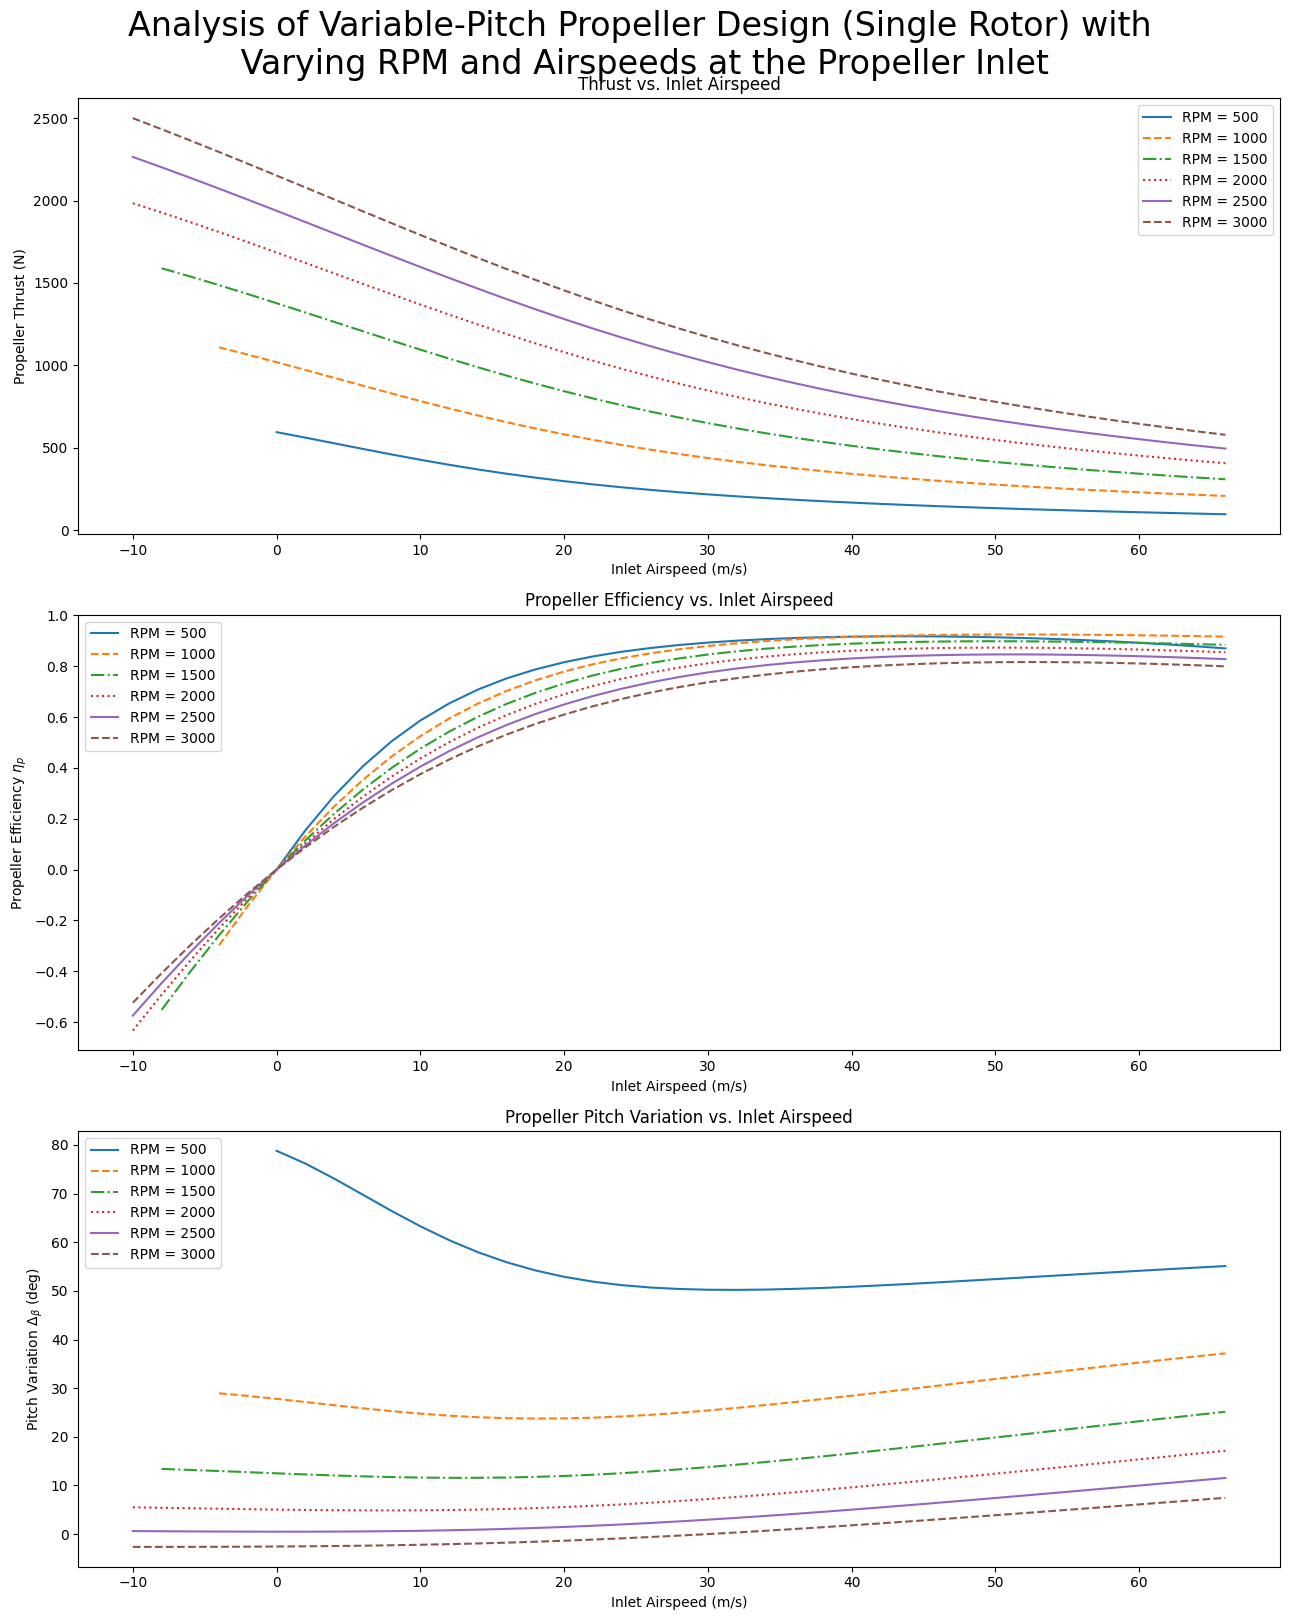 Analysis of Variable-Pitch Propeller Design (Single Rotor) with
Varying RPM and Airspeeds at the Propeller Inlet
Thrust vs. Inlet Airspeed
Propeller Thrust (N)
2500
2000
1500
1000
500
0
RPM = 500
RPM = 1000
RPM = 1500
RPM = 2000
RPM = 2500
RPM = 3000
−10 0 10 20 30 40 50 60
Inlet Airspeed (m/s)
Propeller Efficiency vs. Inlet Airspeed
Propeller Efficiency ηp
1.0
0.8
0.6
0.4
0.2
0.0
−0.2
−0.4
−0.6
RPM = 500
RPM = 1000
RPM = 1500
RPM = 2000
RPM = 2500
RPM = 3000
−10 0 10 20 30 40 50 60
Inlet Airspeed (m/s)
Propeller Pitch Variation vs. Inlet Airspeed
Pitch Variation Δβ (deg)
80
70
60
50
40
30
20
10
0
RPM = 500
RPM = 1000
RPM = 1500
RPM = 2000
RPM = 2500
RPM = 3000
−10 0 10 20 30 40 50 60
Inlet Airspeed (m/s)